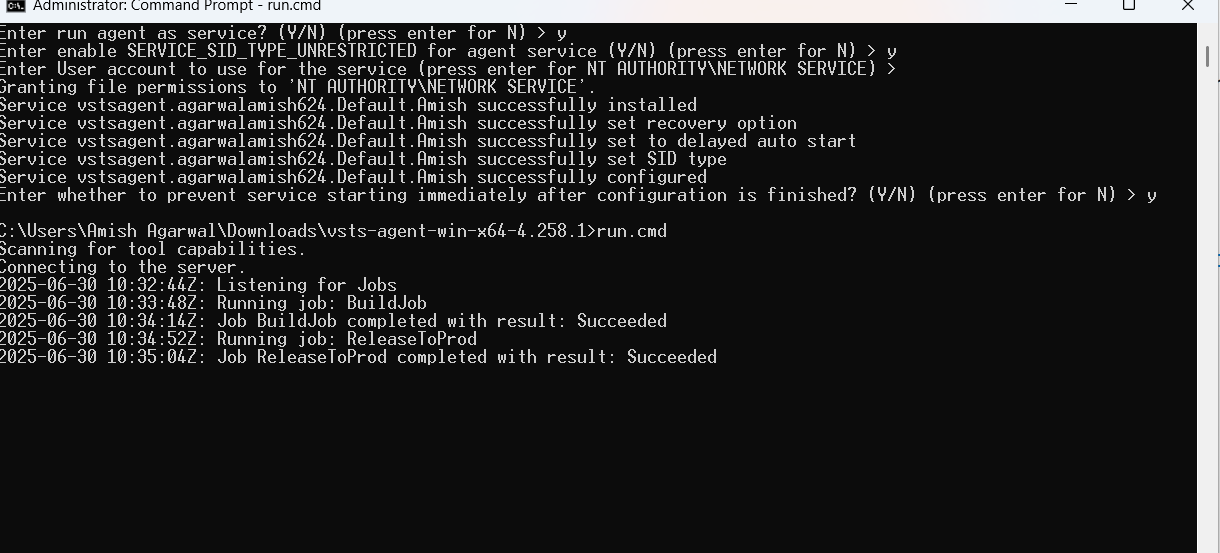 Administrator: Command Prompt - run.cmd
Enter run agent as service? (Y/N) (press enter for N) > y
Enter enable SERVICE_SID_TYPE_UNRESTRICTED for agent service (Y/N) (press enter for N) > y
Enter User account to use for the service (press enter for NT AUTHORITY\NETWORK SERVICE) >
Granting file permissions to 'NT AUTHORITY\NETWORK SERVICE'.
Service vstsagent.agarwalamish624.Default.Amish successfully installed
Service vstsagent.agarwalamish624.Default.Amish successfully set recovery option
Service vstsagent.agarwalamish624.Default.Amish successfully set to delayed auto start
Service vstsagent.agarwalamish624.Default.Amish successfully set SID type
Service vstsagent.agarwalamish624.Default.Amish successfully configured
Enter whether to prevent service starting immediately after configuration is finished? (Y/N) (press enter for N) > y
C:\Users\Amish Agarwal\Downloads\vsts-agent-win-x64-4.258.1>run.cmd
Scanning for tool capabilities.
Connecting to the server.
2025-06-30 10:32:44Z: Listening for Jobs
2025-06-30 10:33:48Z: Running job: BuildJob
2025-06-30 10:34:14Z: Job BuildJob completed with result: Succeeded
2025-06-30 10:34:52Z: Running job: ReleaseToProd
2025-06-30 10:35:04Z: Job ReleaseToProd completed with result: Succeeded